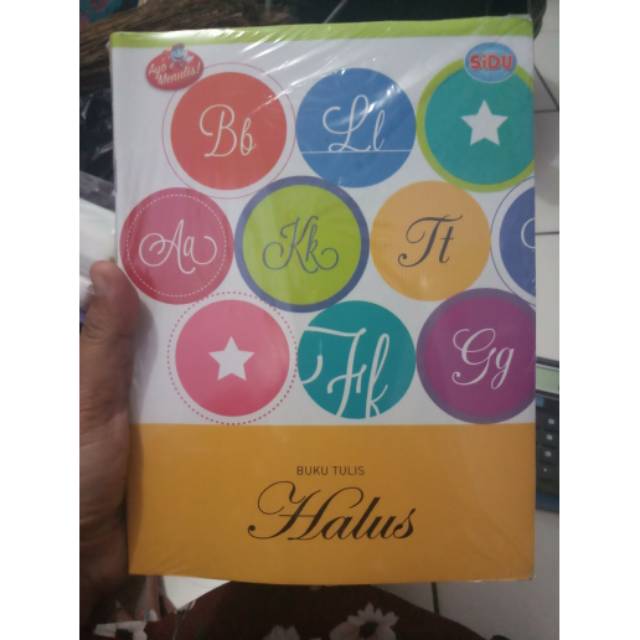 Ayo Menulis!
SiDU
Bb
Ll
Aa
Kk
Tt
Ff
Gg
BUKU TULIS
Halus